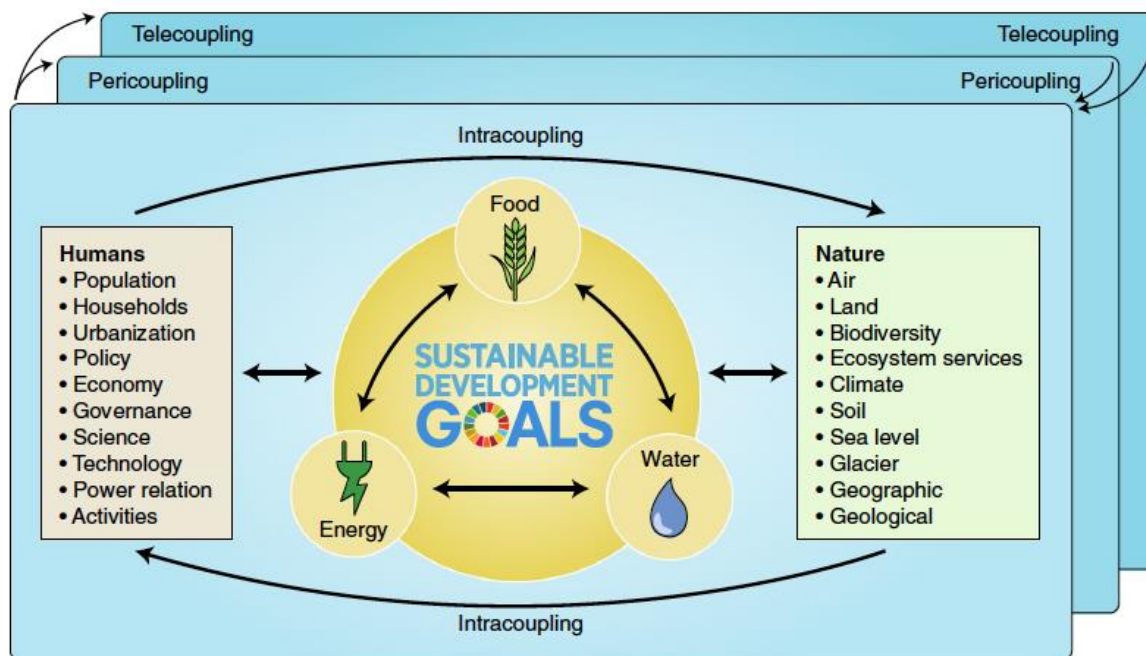 Telecoupling
Telecoupling
Pericoupling
Pericoupling
Intracoupling
Food
Humans
• Population
• Households
• Urbanization
• Policy
• Economy
• Governance
• Science
• Technology
• Power relation
• Activities
SUSTAINABLE
DEVELOPMENT
GOALS
Energy
Water
Nature
• Air
• Land
• Biodiversity
• Ecosystem services
• Climate
• Soil
• Sea level
• Glacier
• Geographic
• Geological
Intracoupling